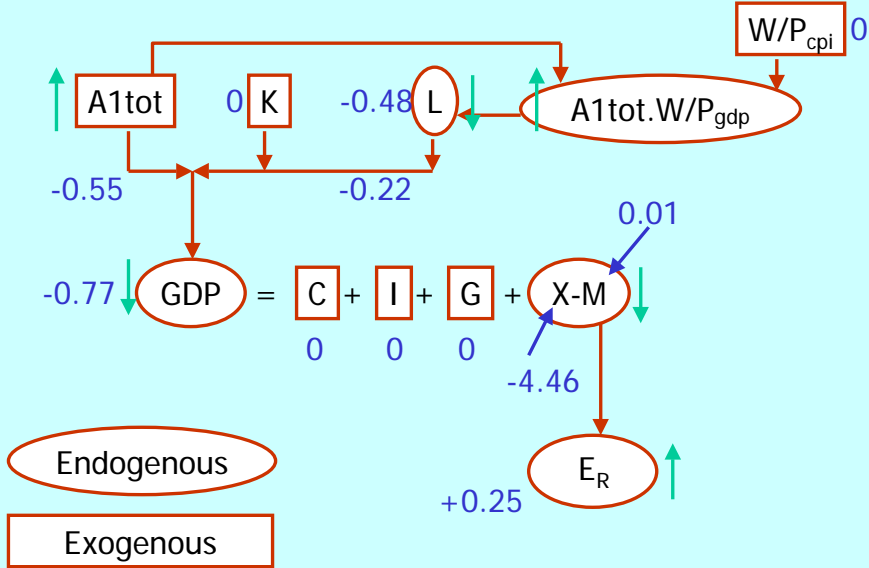 W/Pcpi 0
A1tot 0 K -0.48 L A1tot.W/Pgdp
-0.55 -0.22
0.01
-0.77 GDP = C + I + G + X-M
0 0 0
-4.46
Endogenous
ER
+0.25
Exogenous